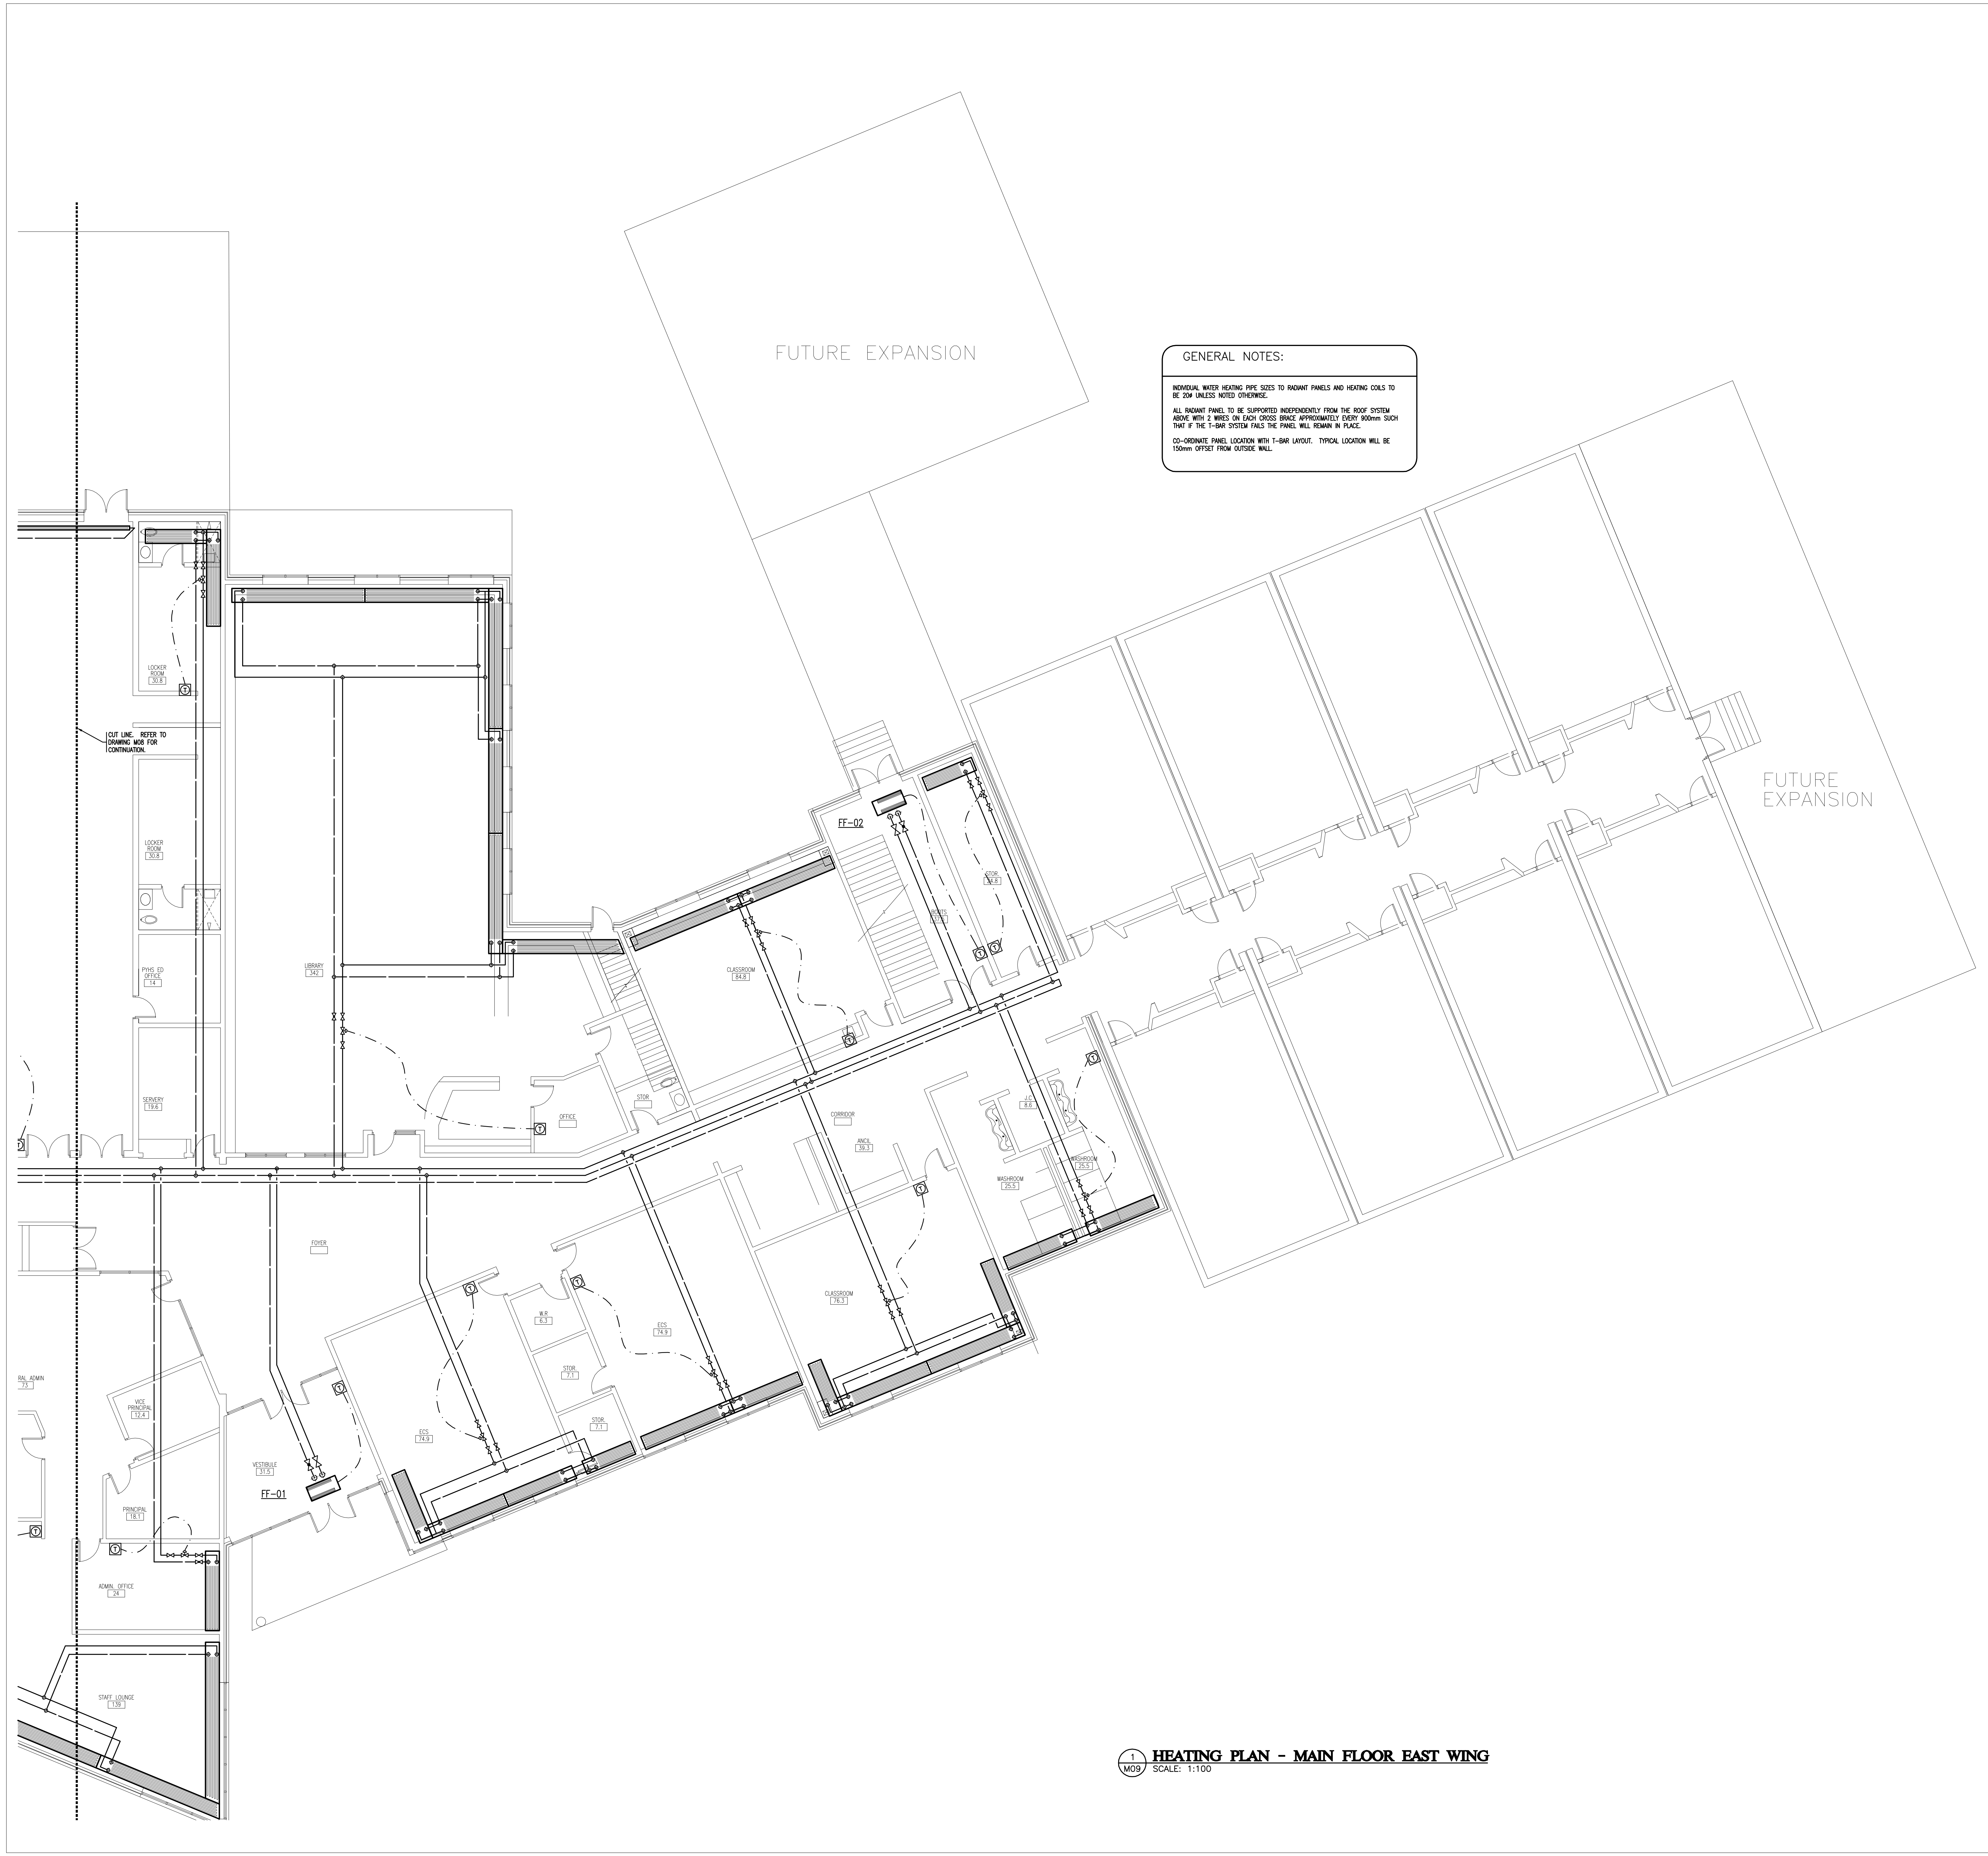 FUTURE EXPANSION
GENERAL NOTES:
INDIVIDUAL WATER HEATING PIPE SIZES TO RADIANT PANELS AND HEATING COILS TO
BE 20ø UNLESS NOTED OTHERWISE.
ALL RADIANT PANEL TO BE SUPPORTED INDEPENDENTLY FROM THE ROOF SYSTEM
ABOVE WITH 2 WIRES ON EACH CROSS BRACE APPROXIMATELY EVERY 900mm SUCH
THAT IF THE T-BAR SYSTEM FAILS THE PANEL WILL REMAIN IN PLACE.
CO-ORDINATE PANEL LOCATION WITH T-BAR LAYOUT. TYPICAL LOCATION WILL BE
150mm OFFSET FROM OUTSIDE WALL.
LOCKER
ROOM
30.8
T
CUT LINE. REFER TO
DRAWING M08 FOR
CONTINUATION.
FUTURE
EXPANSION
FF-02
LOCKER
ROOM
30.8
STOR.
BOOTS
T
T
PYHS ED
OFFICE
14
LIBRARY
342
CLASSROOM
84.8
T
T
SERVERY
19.6
STOR
OFFICE
T
J.C.
8.6
CORRIDOR
ANCIL
39.3
T
WASHROOM
25.5
WASHROOM
25.5
T
FOYER
T
T
CLASSROOM
76.3
W.R
6.3
ECS
74.9
STOR.
7.1
RAL ADMIN
73
T
VICE
PRINCIPAL
12.4
STOR.
7.1
ECS
74.9
VESTIBULE
31.5
FF-01
PRINCIPAL
18.1
T
T
ADMIN. OFFICE
24
STAFF LOUNGE
139
1
M09
HEATING PLAN - MAIN FLOOR EAST WING
SCALE: 1:100